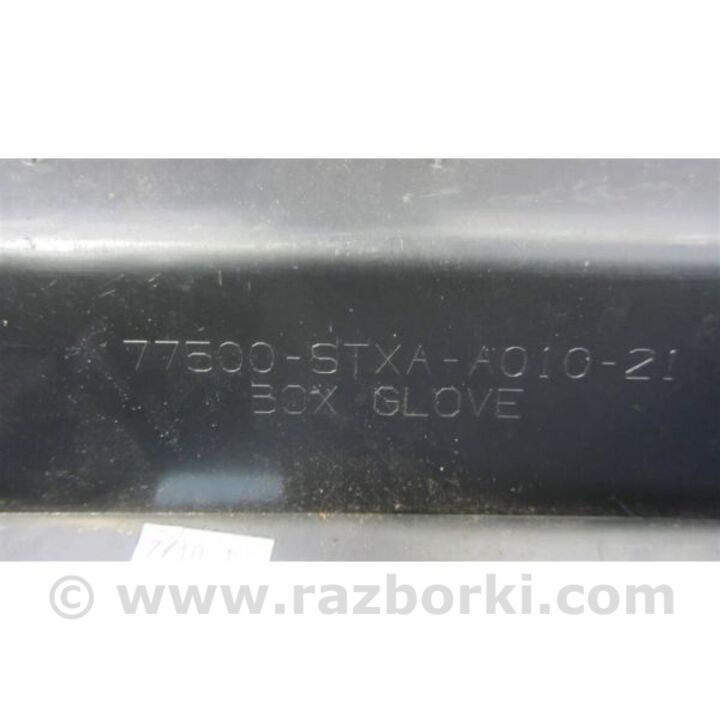 77500-STXA-A010-21
BOX GLOVE
© www.razborki.com